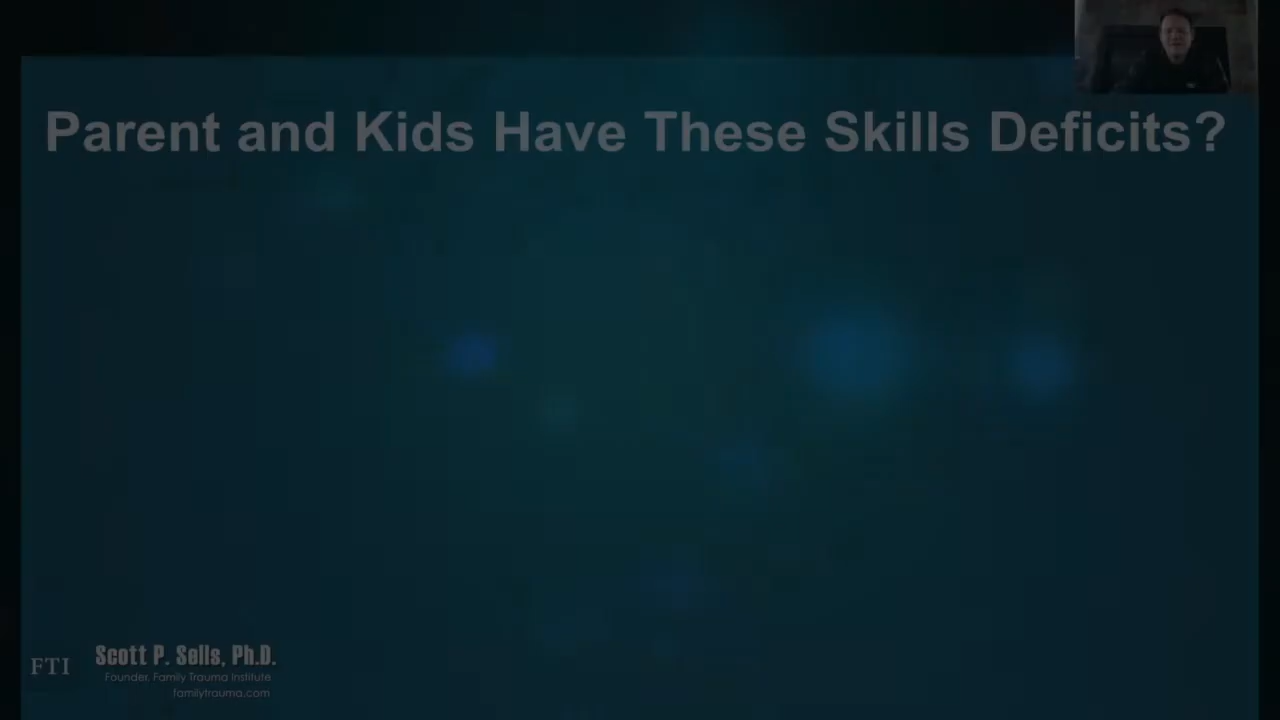 Parent and Kids Have These Skills Deficits?
FTI
Scott P. Sells, Ph.D.
Founder, Family Trauma Institute
familytrauma.com